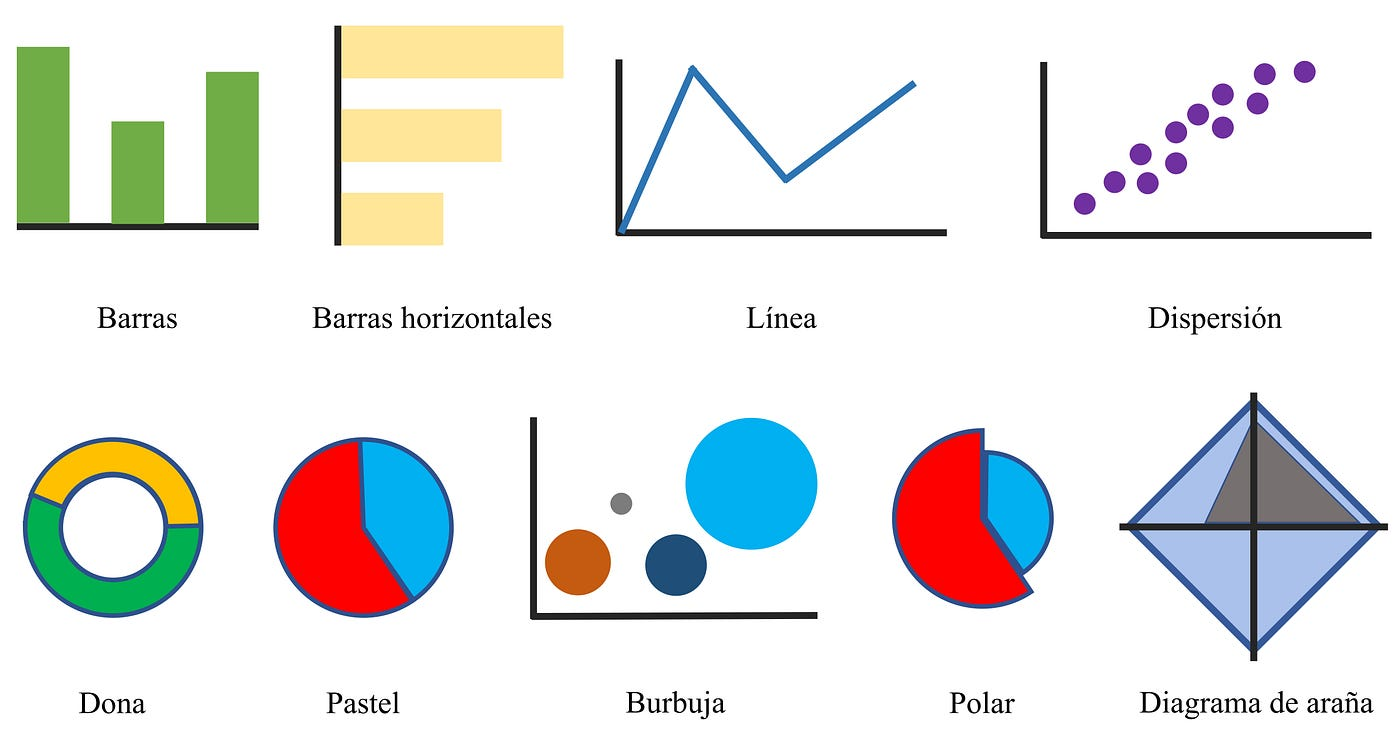 Barras
Barras horizontales
Línea
Dispersión
Dona
Pastel
Burbuja
Polar
Diagrama de araña